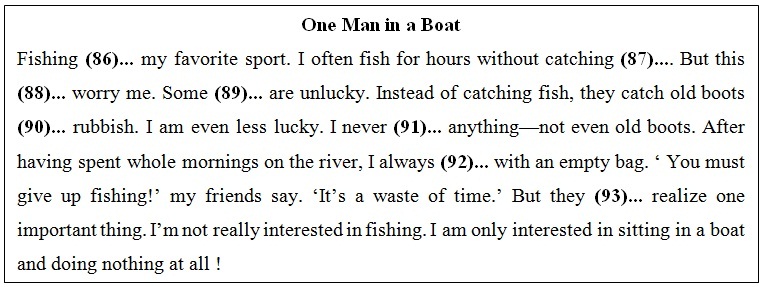 One Man in a Boat
Fishing (86)... my favorite sport. I often fish for hours without catching (87).... But this
(88)... worry me. Some (89)... are unlucky. Instead of catching fish, they catch old boots
(90)... rubbish. I am even less lucky. I never (91)... anything—not even old boots. After
having spent whole mornings on the river, I always (92)... with an empty bag. ‘ You must
give up fishing!’ my friends say. ‘It’s a waste of time.’ But they (93)... realize one
important thing. I’m not really interested in fishing. I am only interested in sitting in a boat
and doing nothing at all !